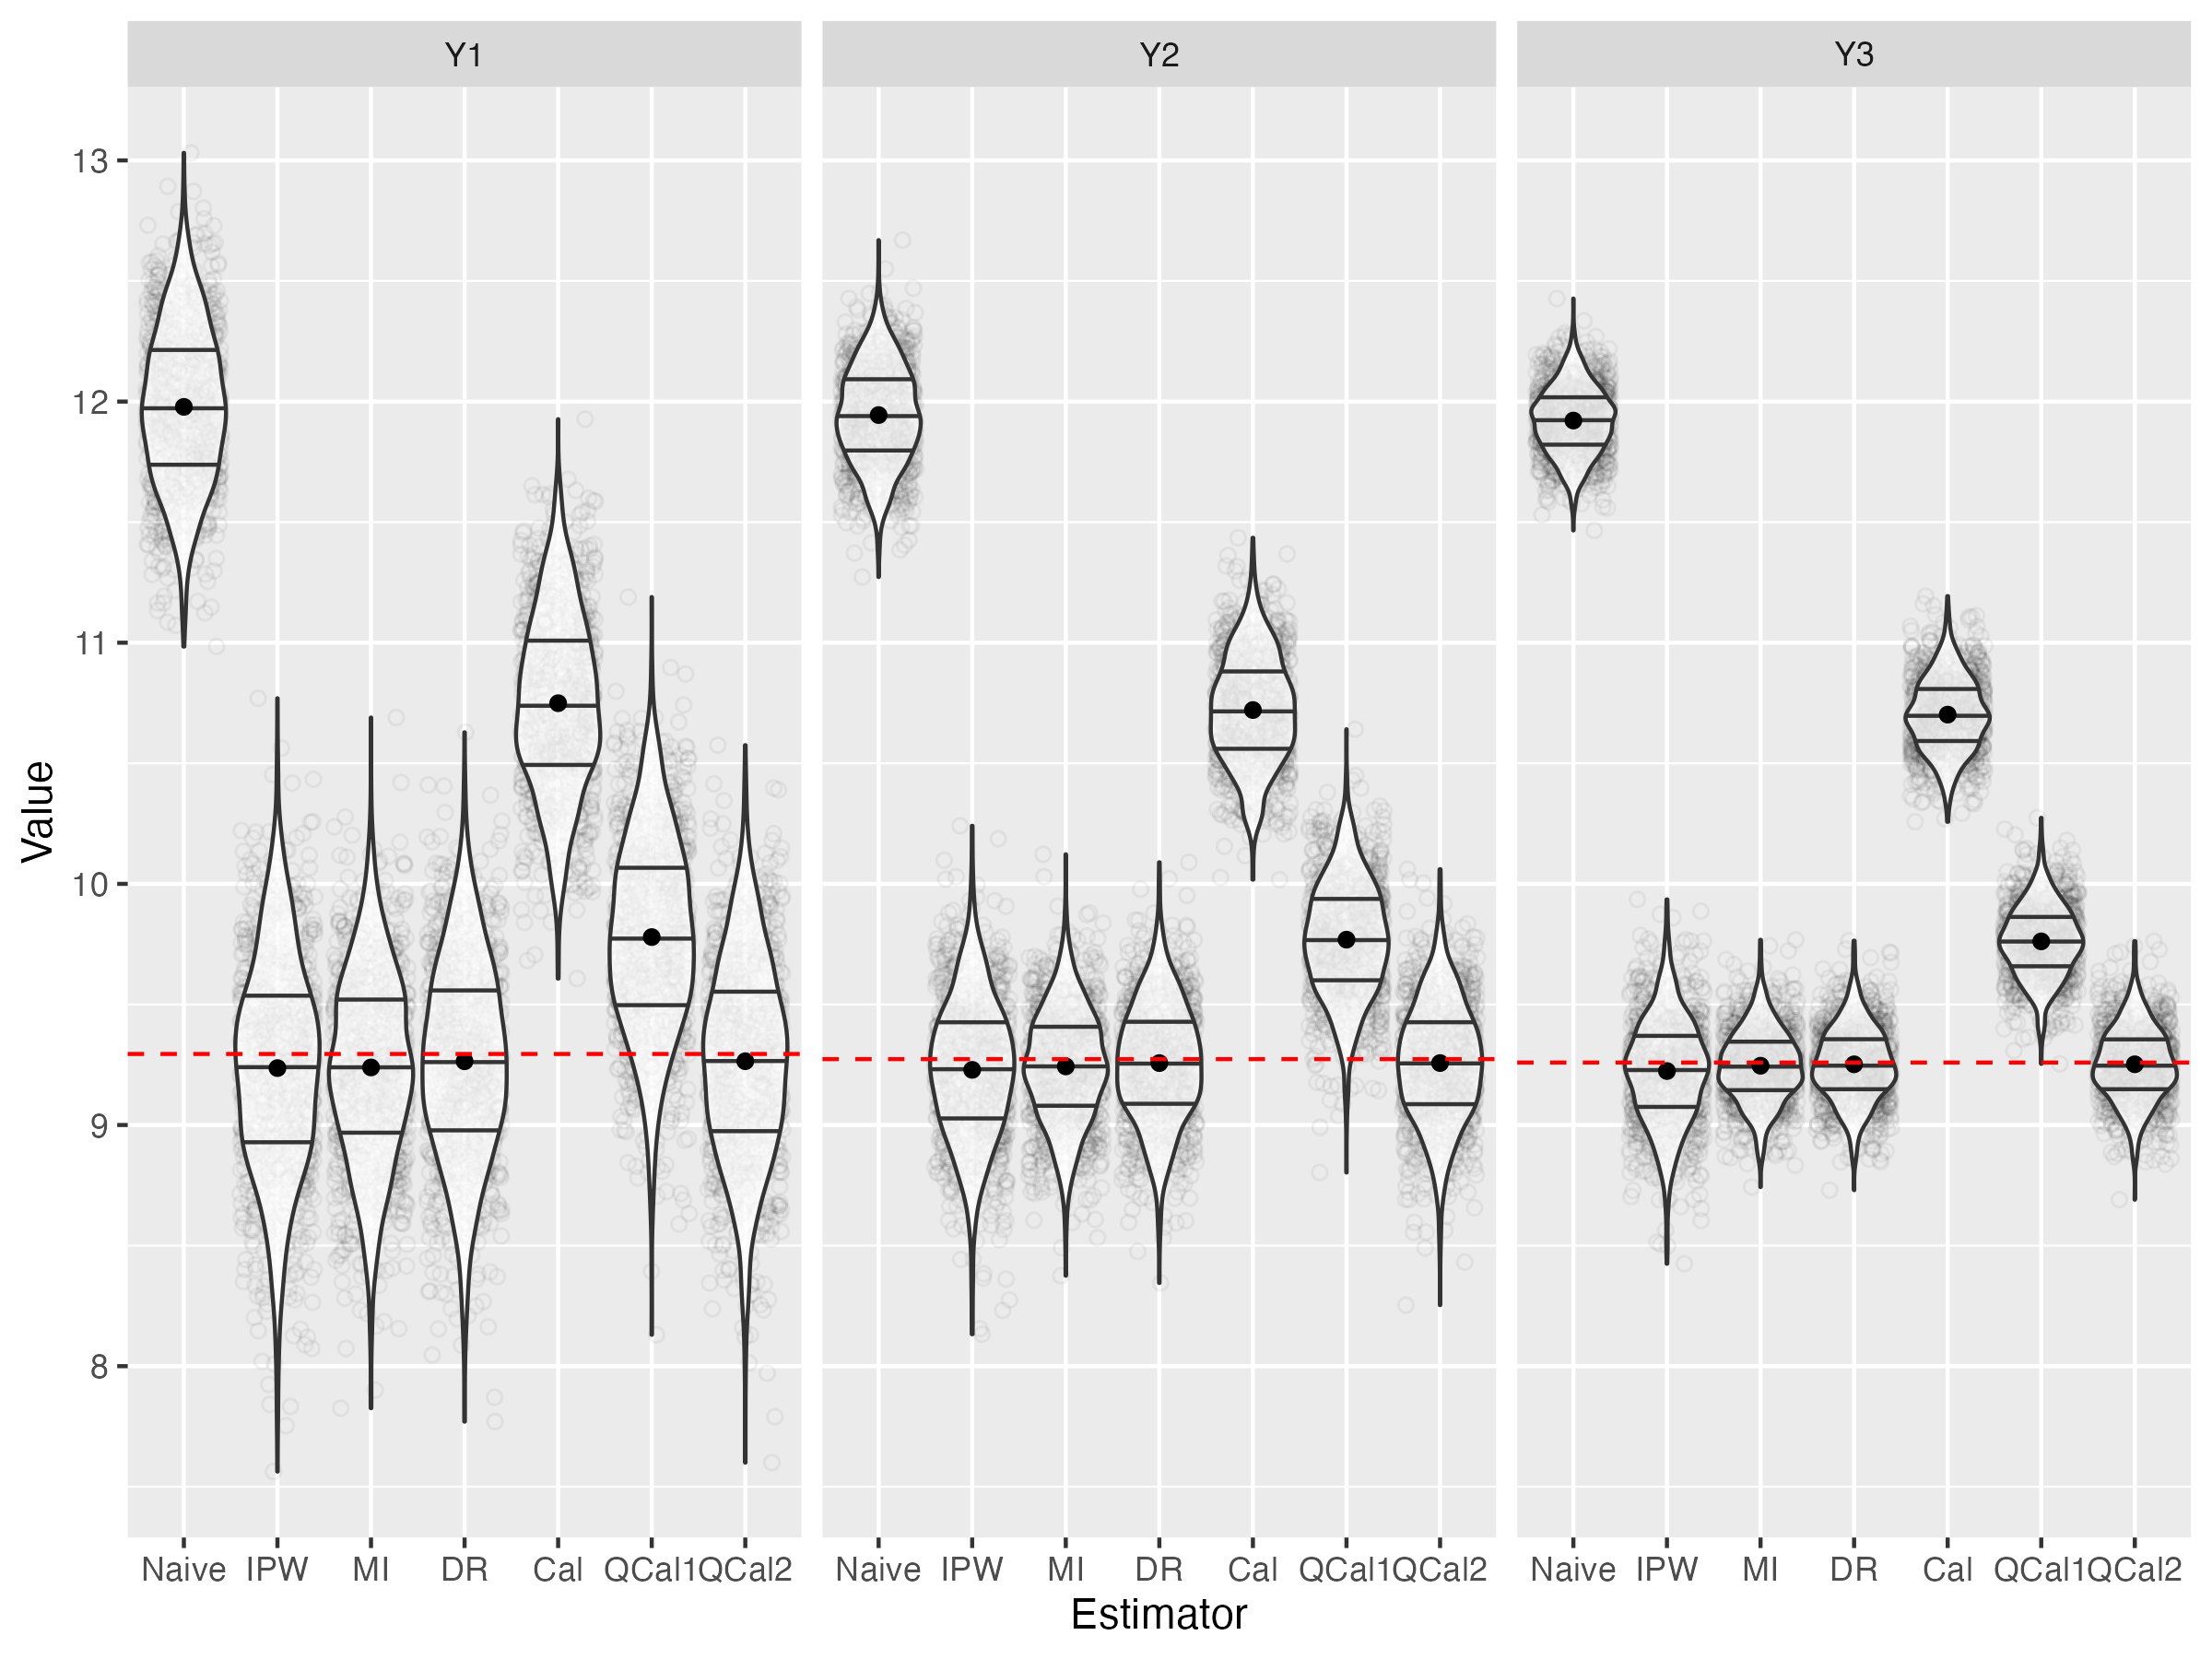 Y1 Y2 Y3
13
12
11
10
9
8
Value
Naive IPW MI DR Cal QCal1 QCal2 Naive IPW MI DR Cal QCal1 QCal2 Naive IPW MI DR Cal QCal1 QCal2
Estimator